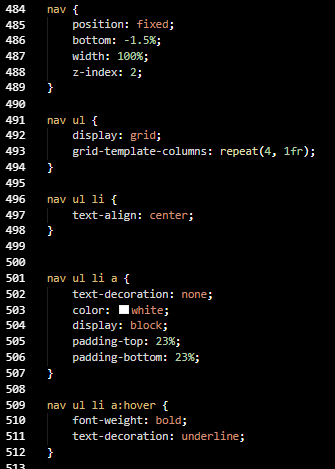 484 nav {
485 position: fixed;
486 bottom: -1.5%;
487 width: 100%;
488 z-index: 2;
489 }
490
491 nav ul {
492 display: grid;
493 grid-template-columns: repeat(4, 1fr);
494 }
495
496 nav ul li {
497 text-align: center;
498 }
499
500
501 nav ul li a {
502 text-decoration: none;
503 color: white;
504 display: block;
505 padding-top: 23%;
506 padding-bottom: 23%;
507 }
508
509 nav ul li a:hover {
510 font-weight: bold;
511 text-decoration: underline;
512 }
513